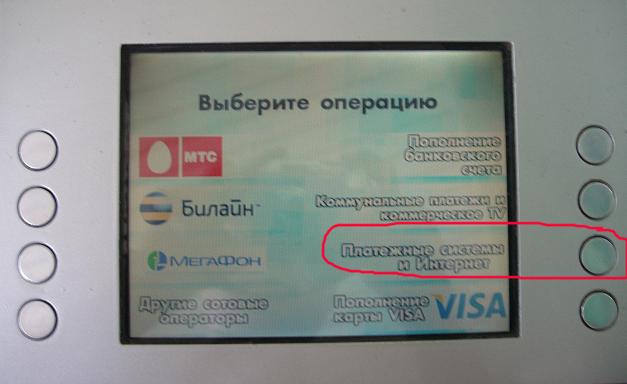 Выберите операцию
МТС
Пополнение
банковского
счета
Билайн™
Коммунальные платежи и
коммерческое TV
МЕГАФОН
Платежные системы
и Интернет
Другие сотовые
операторы
Пополнение
карты VISA
VISA